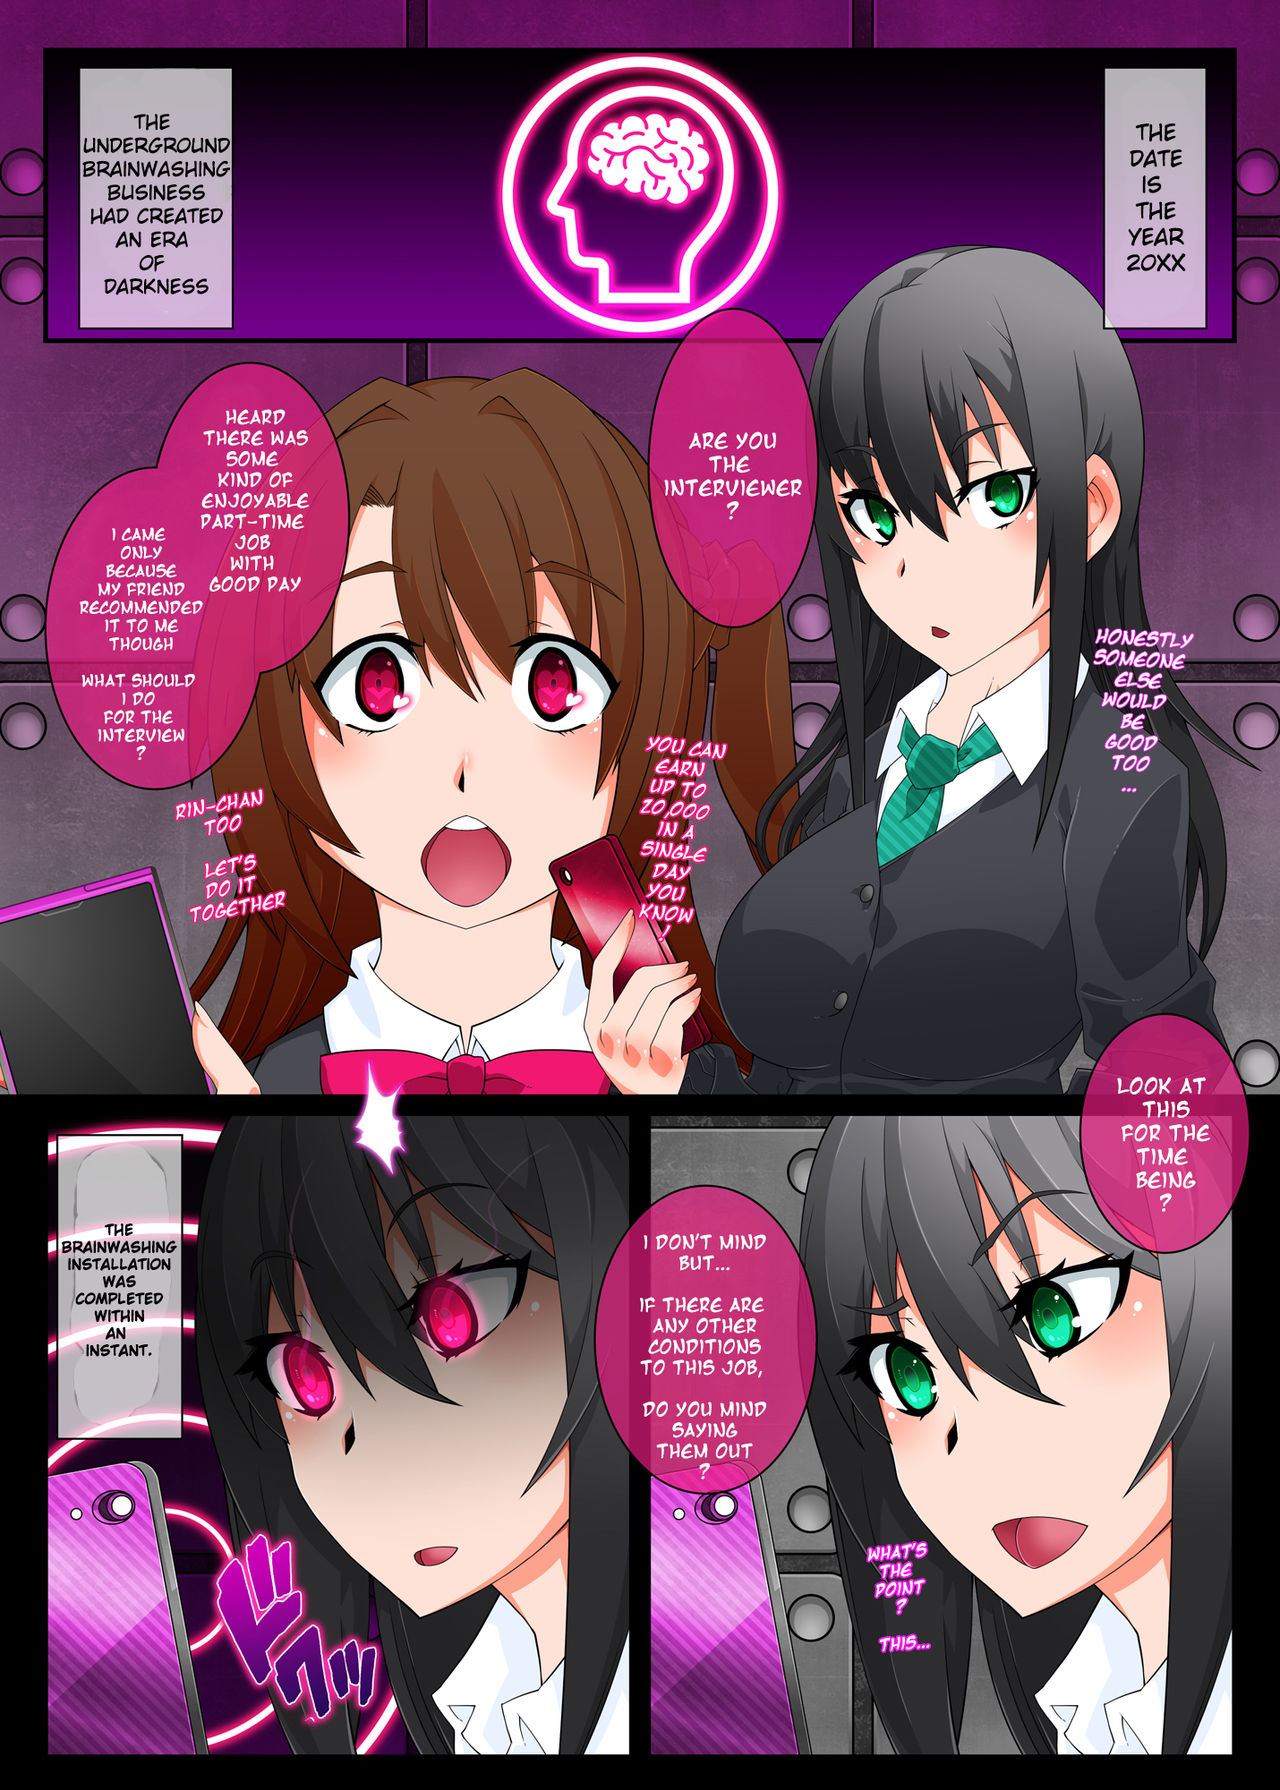 THE
DATE
IS
THE
YEAR
20XX
THE
UNDERGROUND
BRAINWASHING
BUSINESS
HAD CREATED
AN ERA
OF
DARKNESS
ARE YOU
THE
INTERVIEWER
?
HONESTLY
SOMEONE
ELSE
WOULD
BE
GOOD
TOO
...
HEARD
THERE WAS
SOME
KIND OF
ENJOYABLE
PART-TIME
JOB
WITH
GOOD PAY
I CAME
ONLY
BECAUSE
MY FRIEND
RECOMMENDED
IT TO ME
THOUGH
WHAT SHOULD
I DO
FOR THE
INTERVIEW
?
YOU CAN
EARN
UP TO
20,000
IN A
SINGLE
DAY
YOU
KNOW
!
RIN-CHAN
TOO
LET'S
DO IT
TOGETHER
LOOK AT
THIS
FOR THE
TIME
BEING
?
I DON'T MIND
BUT...
IF THERE ARE
ANY OTHER
CONDITIONS
TO THIS JOB,
DO YOU MIND
SAYING
THEM OUT
?
WHAT'S
THE
POINT
?
THIS...
THE
BRAINWASHING
INSTALLATION
WAS
COMPLETED
WITHIN
AN
INSTANT.
ドクッ